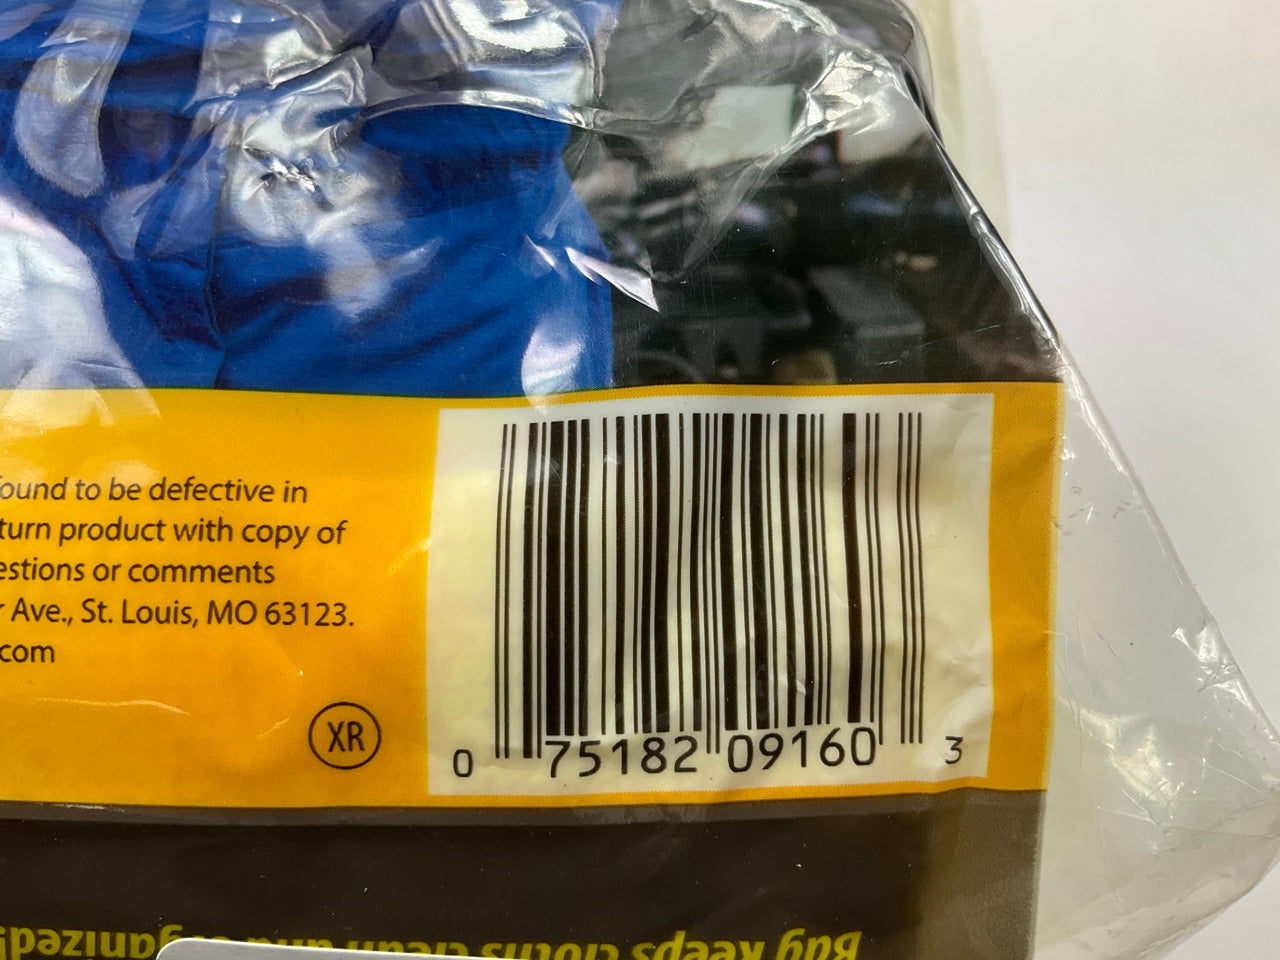 ound to be defective in
turn product with copy of
estions or comments
r Ave., St. Louis, MO 63123.
com
XR
0 75182 09160 3
Bag keeps cloths clean and organized!